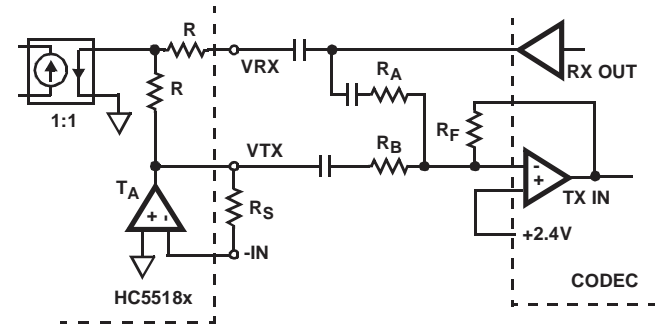 R
VRX
RX OUT
R
RA
1:1
RF
VTX
RB
TA
-
+
TX IN
+ -
RS
+2.4V
-IN
CODEC
HC5518x